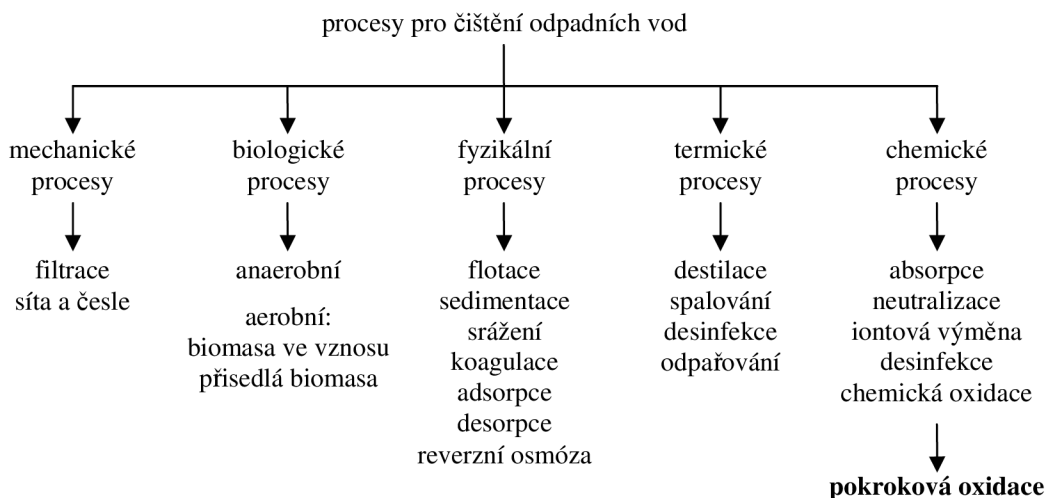 procesy pro čištění odpadních vod
mechanické
procesy
biologické
procesy
fyzikální
procesy
termické
procesy
chemické
procesy
filtrace
síta a česle
anaerobní
aerobní:
biomasa ve vznosu
přisedlá biomasa
flotace
sedimentace
srážení
koagulace
adsorpce
desorpce
reverzní osmóza
destilace
spalování
desinfekce
odpařování
absorpce
neutralizace
iontová výměna
desinfekce
chemická oxidace
pokroková oxidace